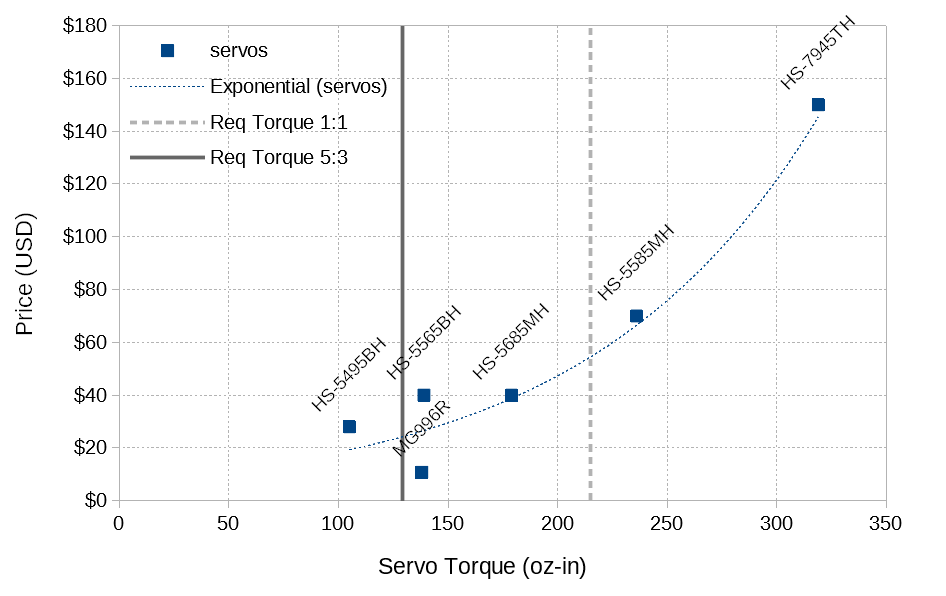 $180
$160
$140
$120
$100
$80
$60
$40
$20
$0
Price (USD)
servos
Exponential (servos)
Req Torque 1:1
Req Torque 5:3
HS-7945TH
HS-5585MH
HS-5685MH
HS-5565BH
HS-5495BH
MG996R
0
50
100
150
200
250
300
350
Servo Torque (oz-in)